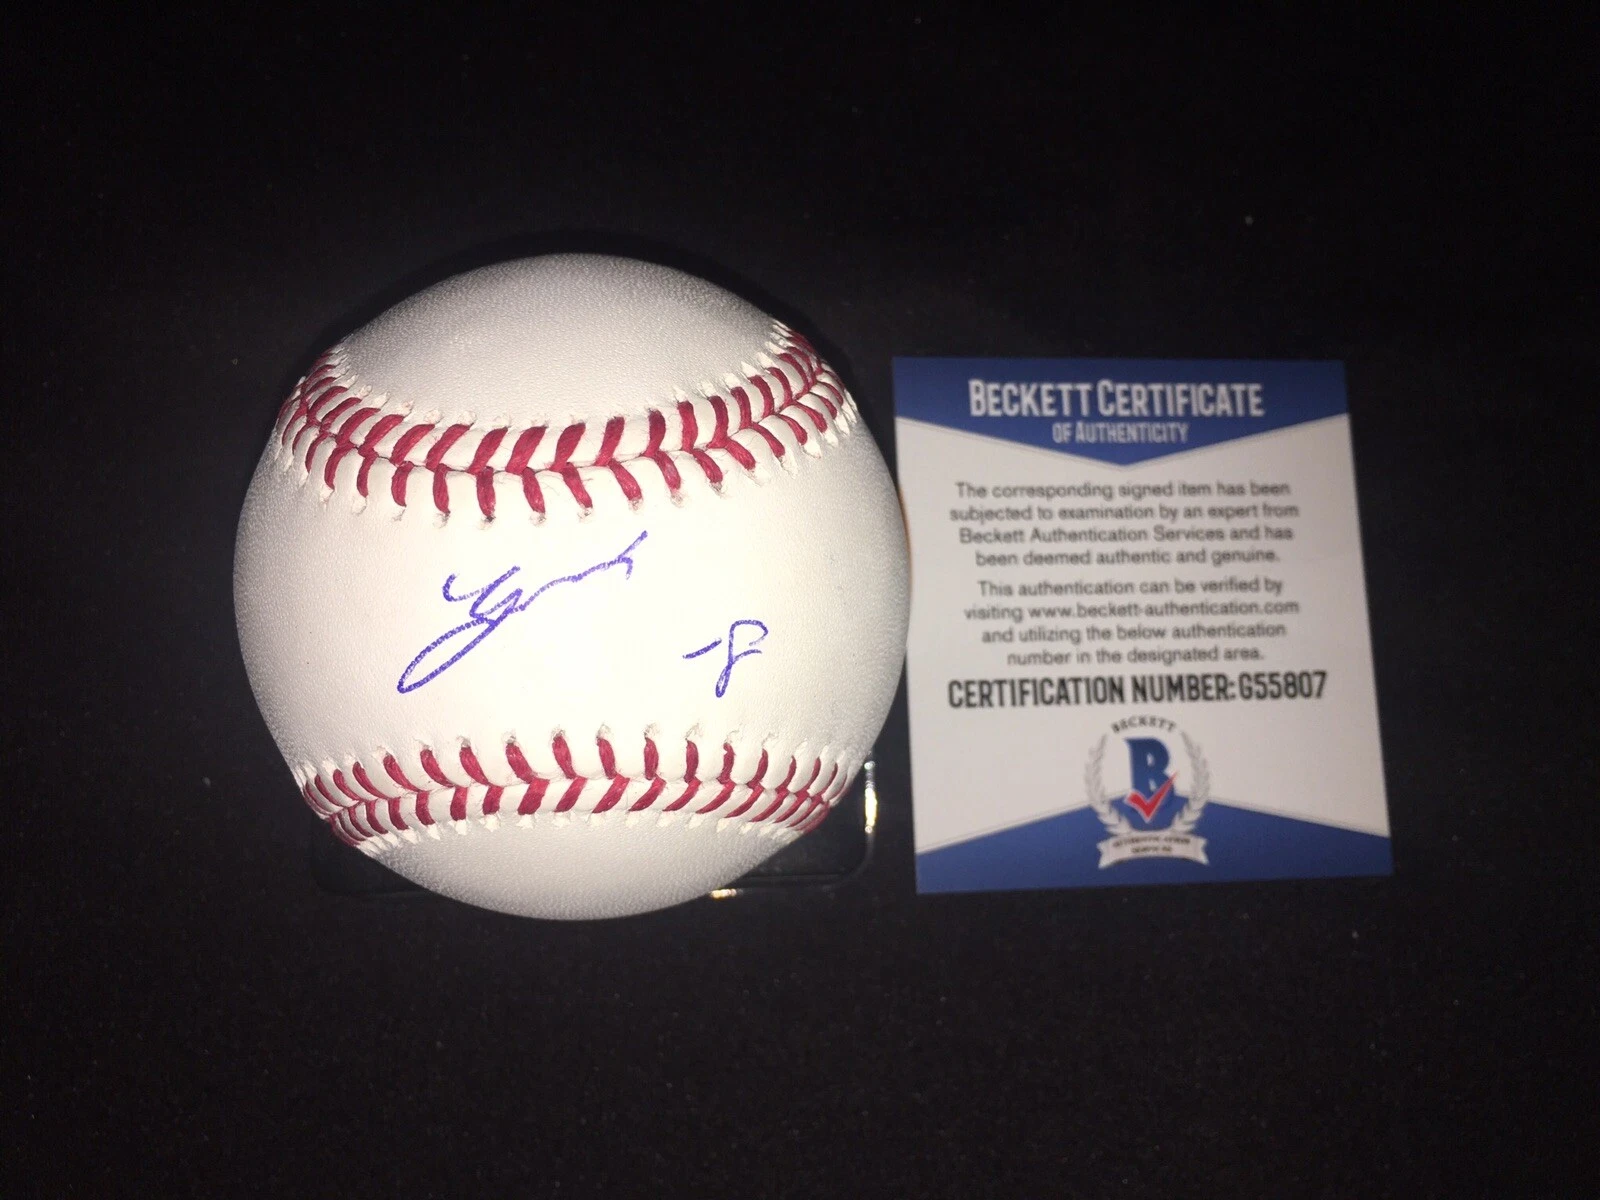 BECKETT CERTIFICATE
OF AUTHENTICITY
The corresponding signed item has been
subjected to examination by an expert from
Beckett Authentication Services and has
been deemed authentic and genuine.
This authentication can be verified by
visiting www.beckett-authentication.com
and utilizing the below authentication
number in the designated area.
CERTIFICATION NUMBER:G55807
BECKETT
B